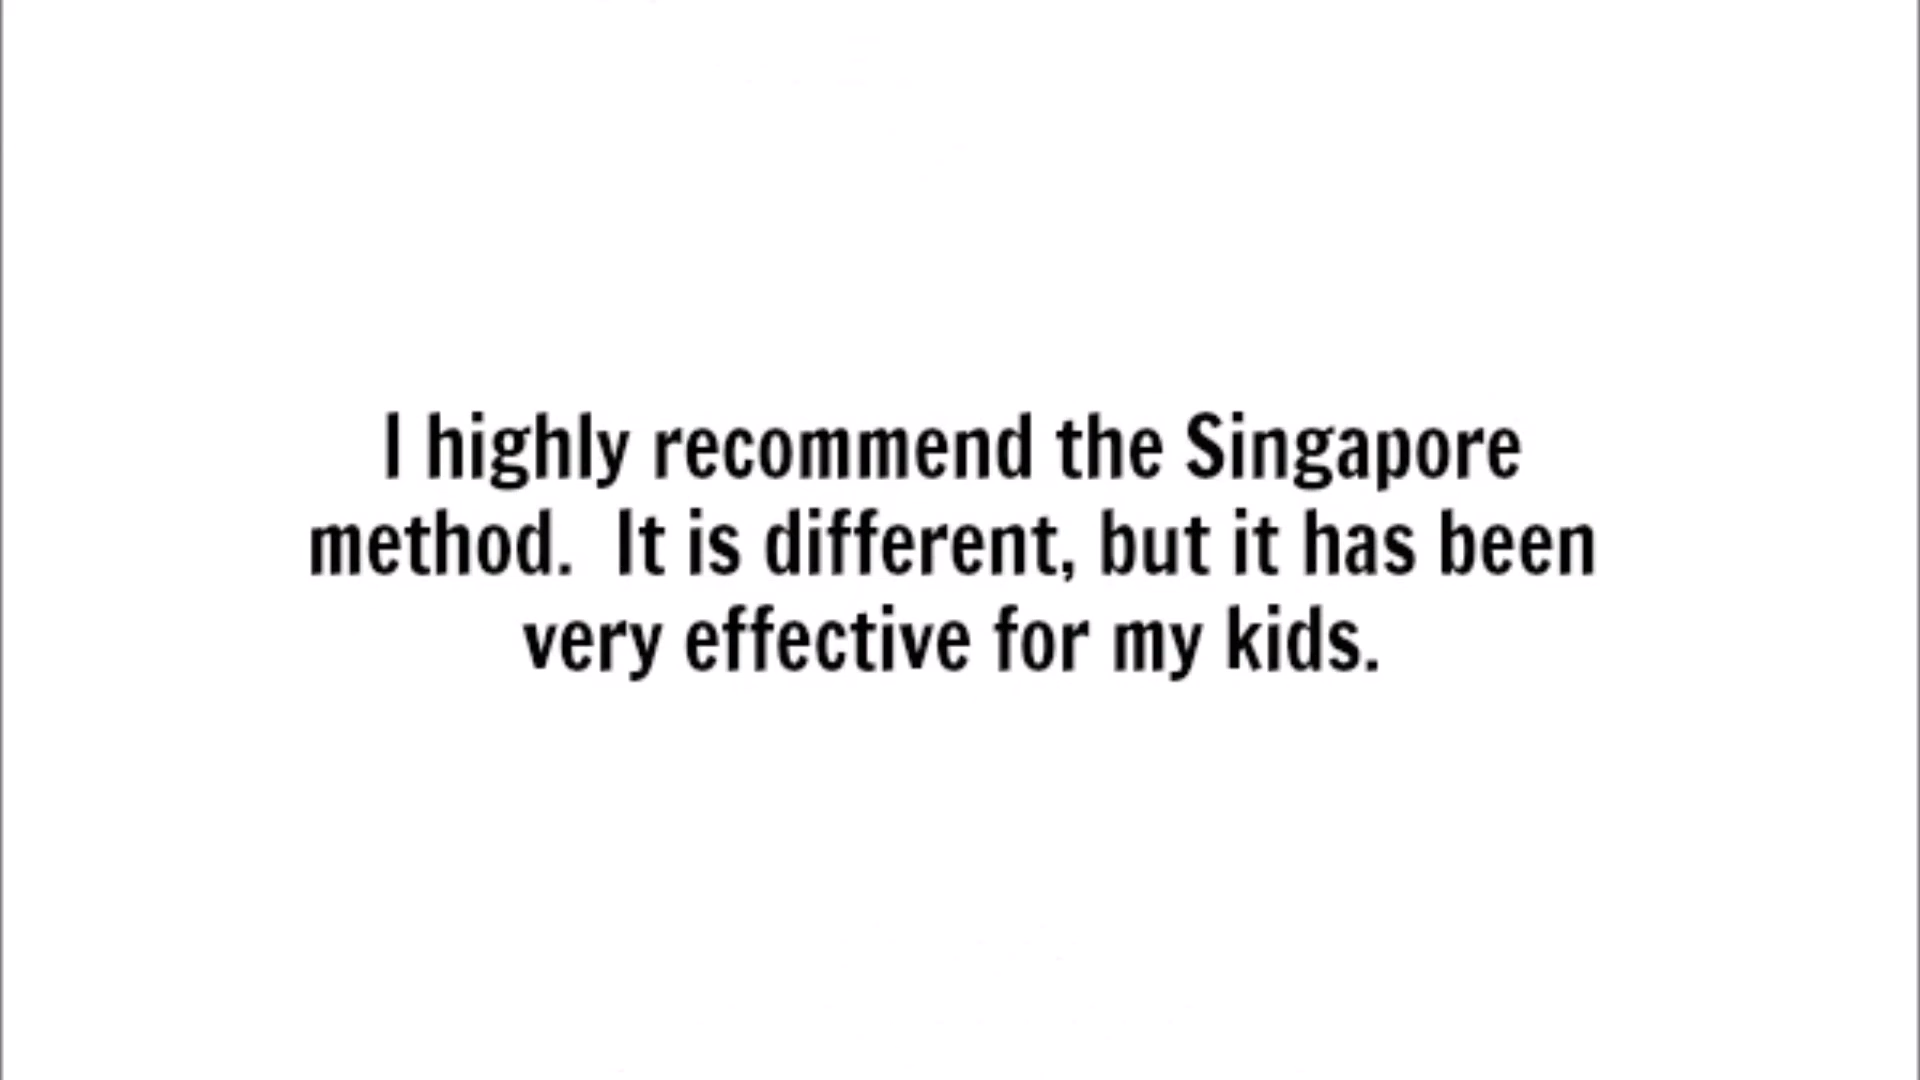 I highly recommend the Singapore
method.  It is different, but it has been
very effective for my kids.